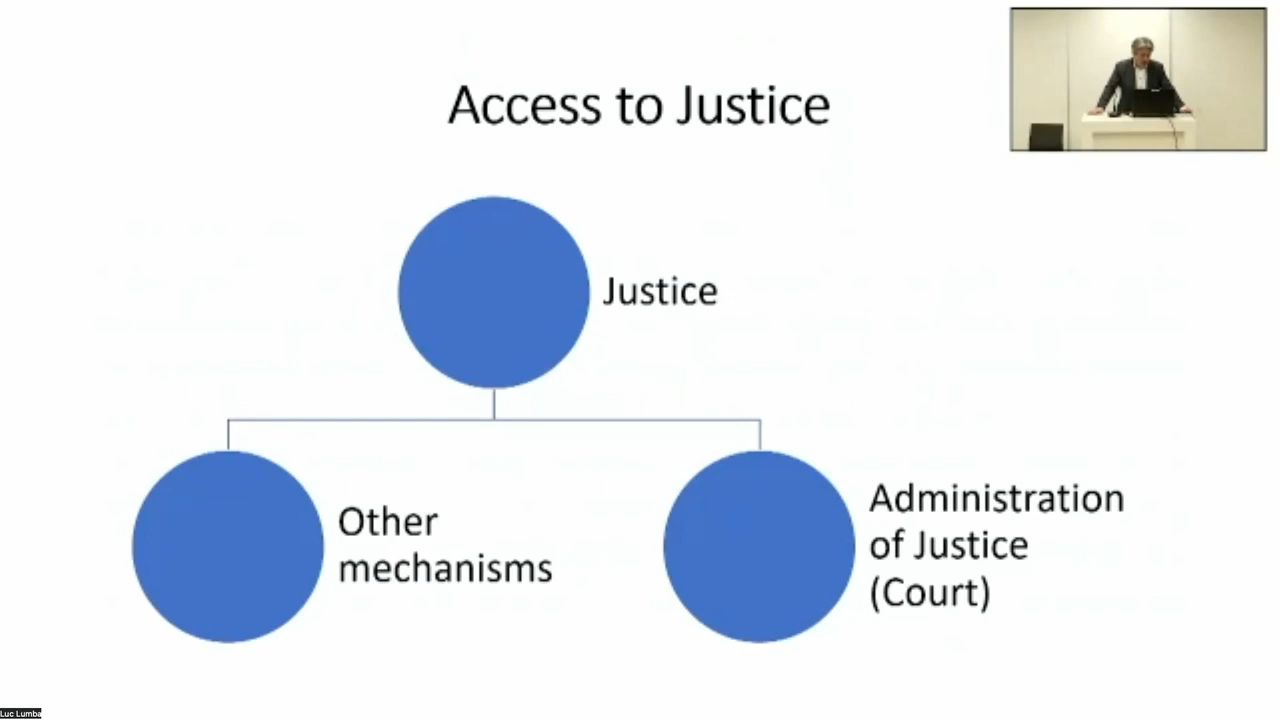 Access to Justice
Justice
Other
mechanisms
Administration
of Justice
(Court)
Luc Lumba